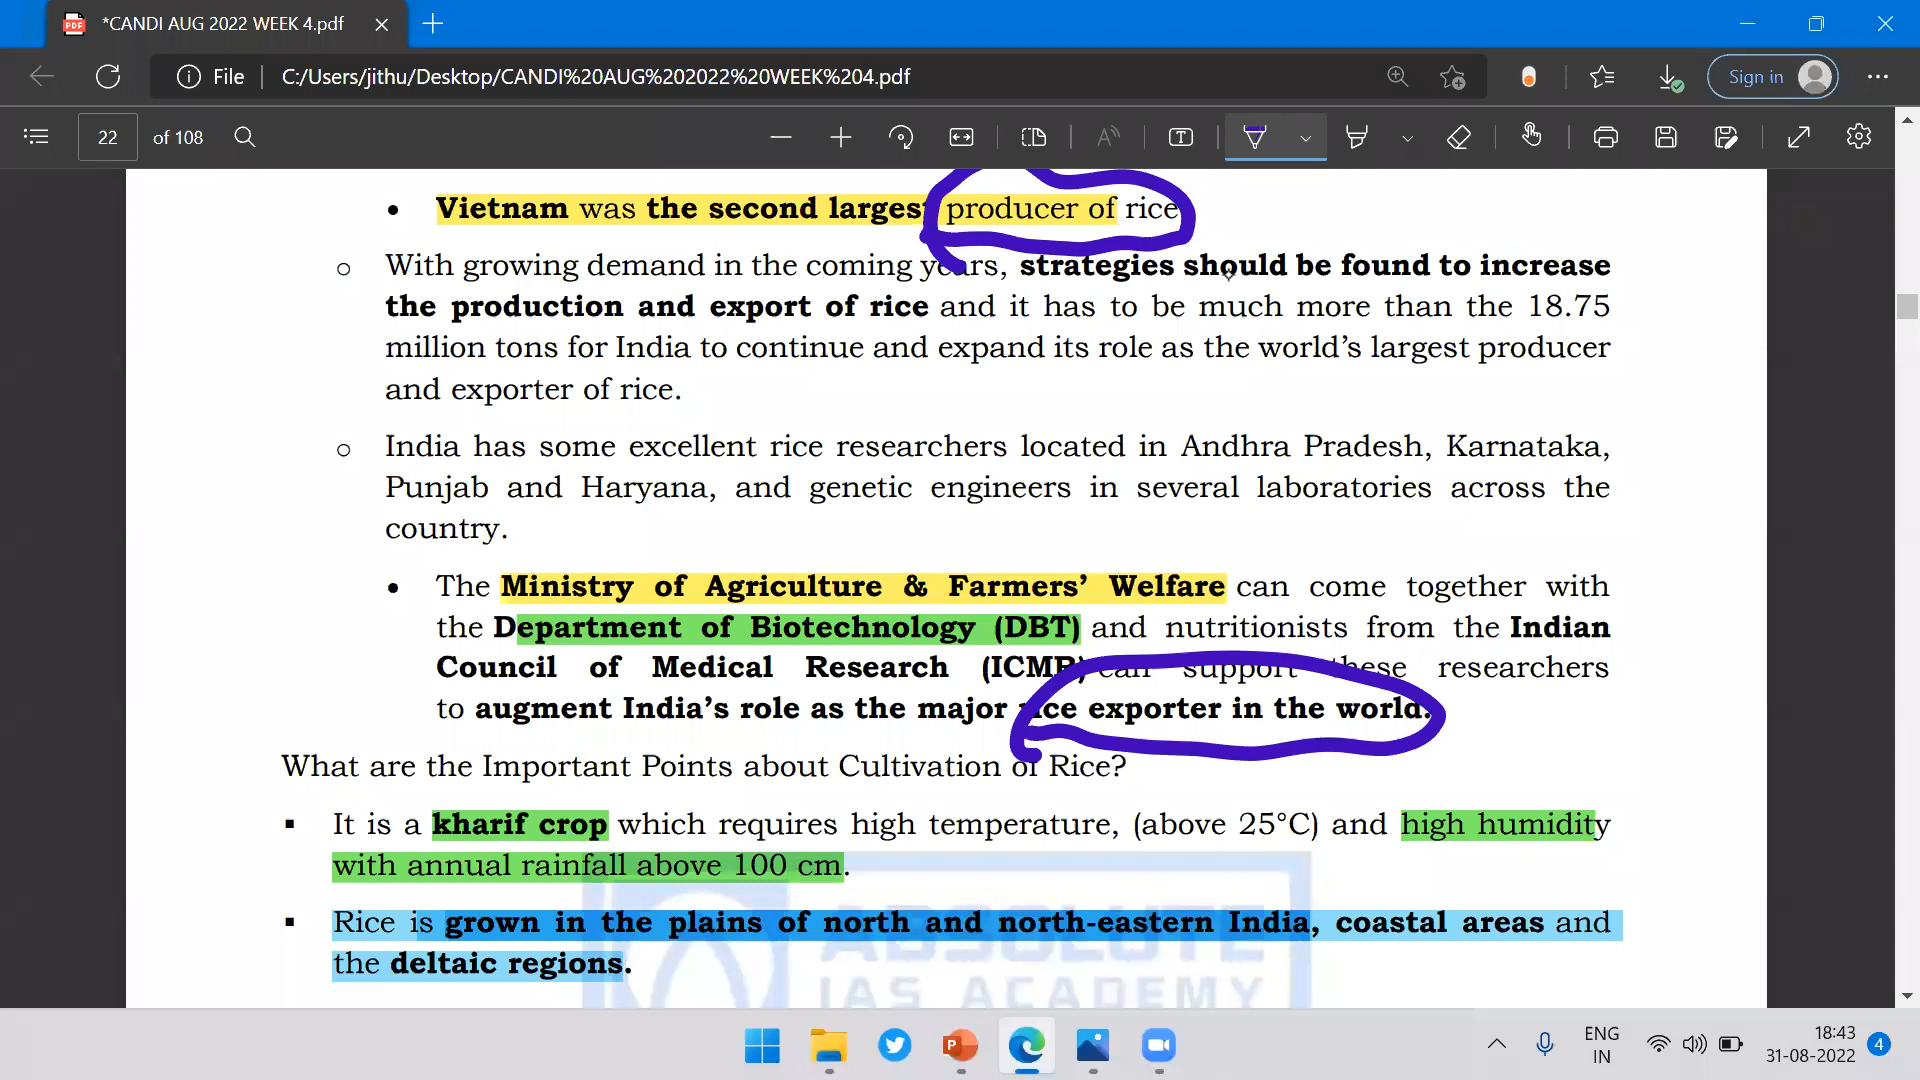 *CANDI AUG 2022 WEEK 4.pdf
File
C:/Users/jithu/Desktop/CANDI%20AUG%202022%20WEEK%204.pdf
Sign in
22 of 108
• Vietnam was the second largest producer of rice
o With growing demand in the coming years, strategies should be found to increase
the production and export of rice and it has to be much more than the 18.75
million tons for India to continue and expand its role as the world’s largest producer
and exporter of rice.
o India has some excellent rice researchers located in Andhra Pradesh, Karnataka,
Punjab and Haryana, and genetic engineers in several laboratories across the
country.
• The Ministry of Agriculture & Farmers’ Welfare can come together with
the Department of Biotechnology (DBT) and nutritionists from the Indian
Council of Medical Research (ICMR) can support these researchers
to augment India’s role as the major rice exporter in the world.
What are the Important Points about Cultivation of Rice?
▪ It is a kharif crop which requires high temperature, (above 25°C) and high humidity
with annual rainfall above 100 cm.
▪ Rice is grown in the plains of north and north-eastern India, coastal areas and
the deltaic regions.
ABSOLUTE
IAS ACADEMY
ENG
IN
18:43
31-08-2022
4